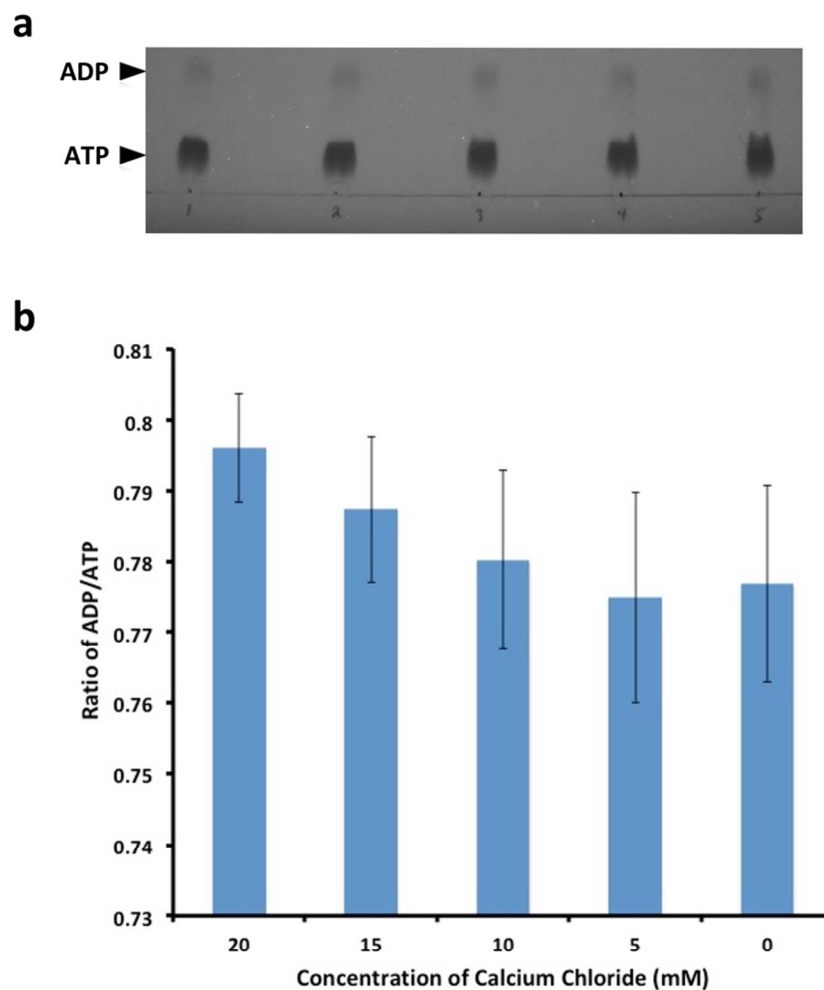 a
ADP
ATP
1 2 3 4 5
b
0.81
0.8
0.79
0.78
0.77
0.76
0.75
0.74
0.73
Ratio of ADP/ATP
20 15 10 5 0
Concentration of Calcium Chloride (mM)